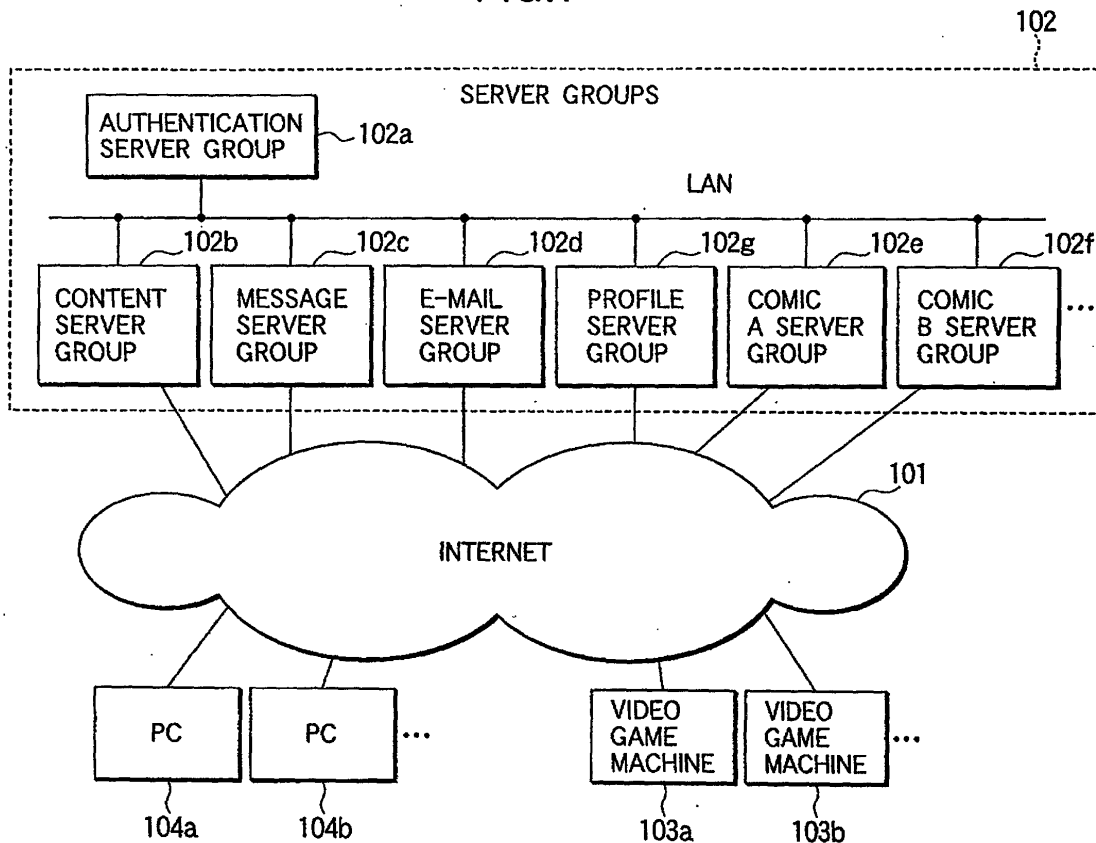 102
SERVER GROUPS
AUTHENTICATION
SERVER GROUP
102a
LAN
102b
102c
102d
102g
102e
102f
CONTENT
SERVER
GROUP
MESSAGE
SERVER
GROUP
E-MAIL
SERVER
GROUP
PROFILE
SERVER
GROUP
COMIC
A SERVER
GROUP
COMIC
B SERVER
GROUP
...
101
INTERNET
PC
PC
...
VIDEO
GAME
MACHINE
VIDEO
GAME
MACHINE
...
104a
104b
103a
103b